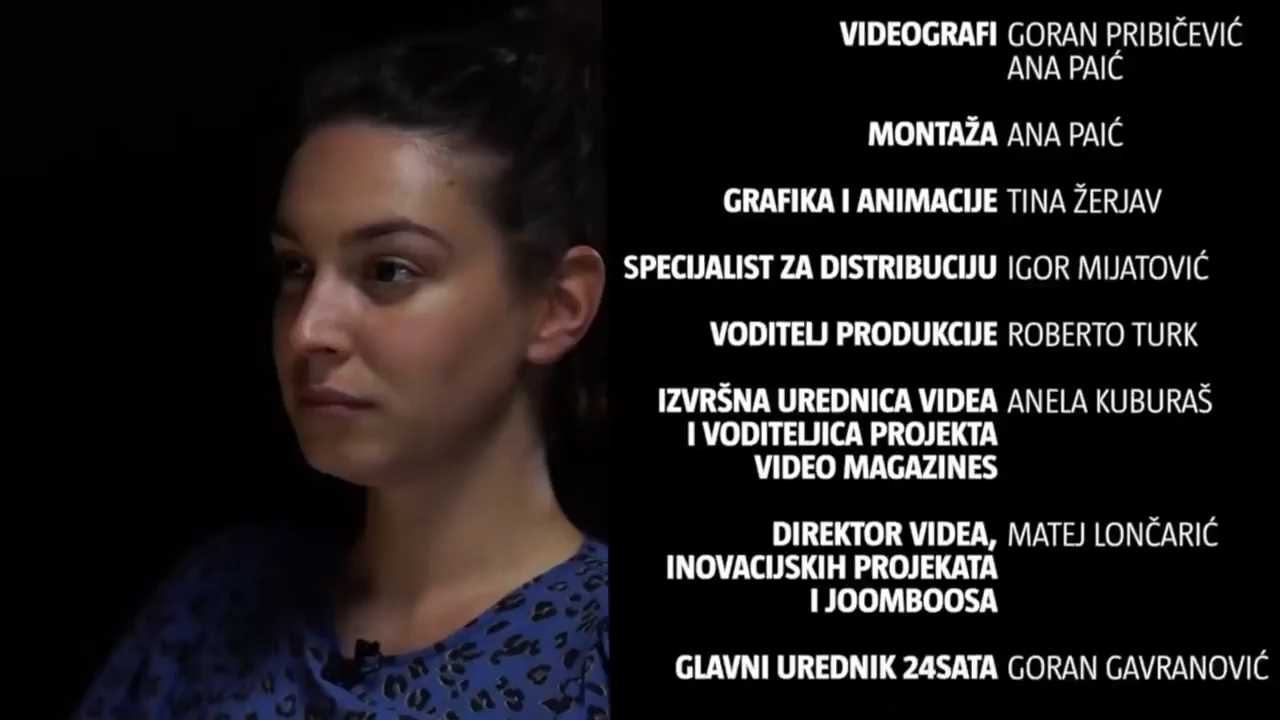 VIDEOGRAFI GORAN PRIBIČEVIĆ
ANA PAIĆ
MONTAŽA ANA PAIĆ
GRAFIKA I ANIMACIJE TINA ŽERJAV
SPECIJALIST ZA DISTRIBUCIJU IGOR MIJATOVIĆ
VODITELJ PRODUKCIJE ROBERTO TURK
IZVRŠNA UREDNICA VIDEA ANELA KUBURAŠ
I VODITELJICA PROJEKTA
VIDEO MAGAZINES
DIREKTOR VIDEA, MATEJ LONČARIĆ
INOVACIJSKIH PROJEKATA
I JOOMBOOSA
GLAVNI UREDNIK 24SATA GORAN GAVRANOVIĆ